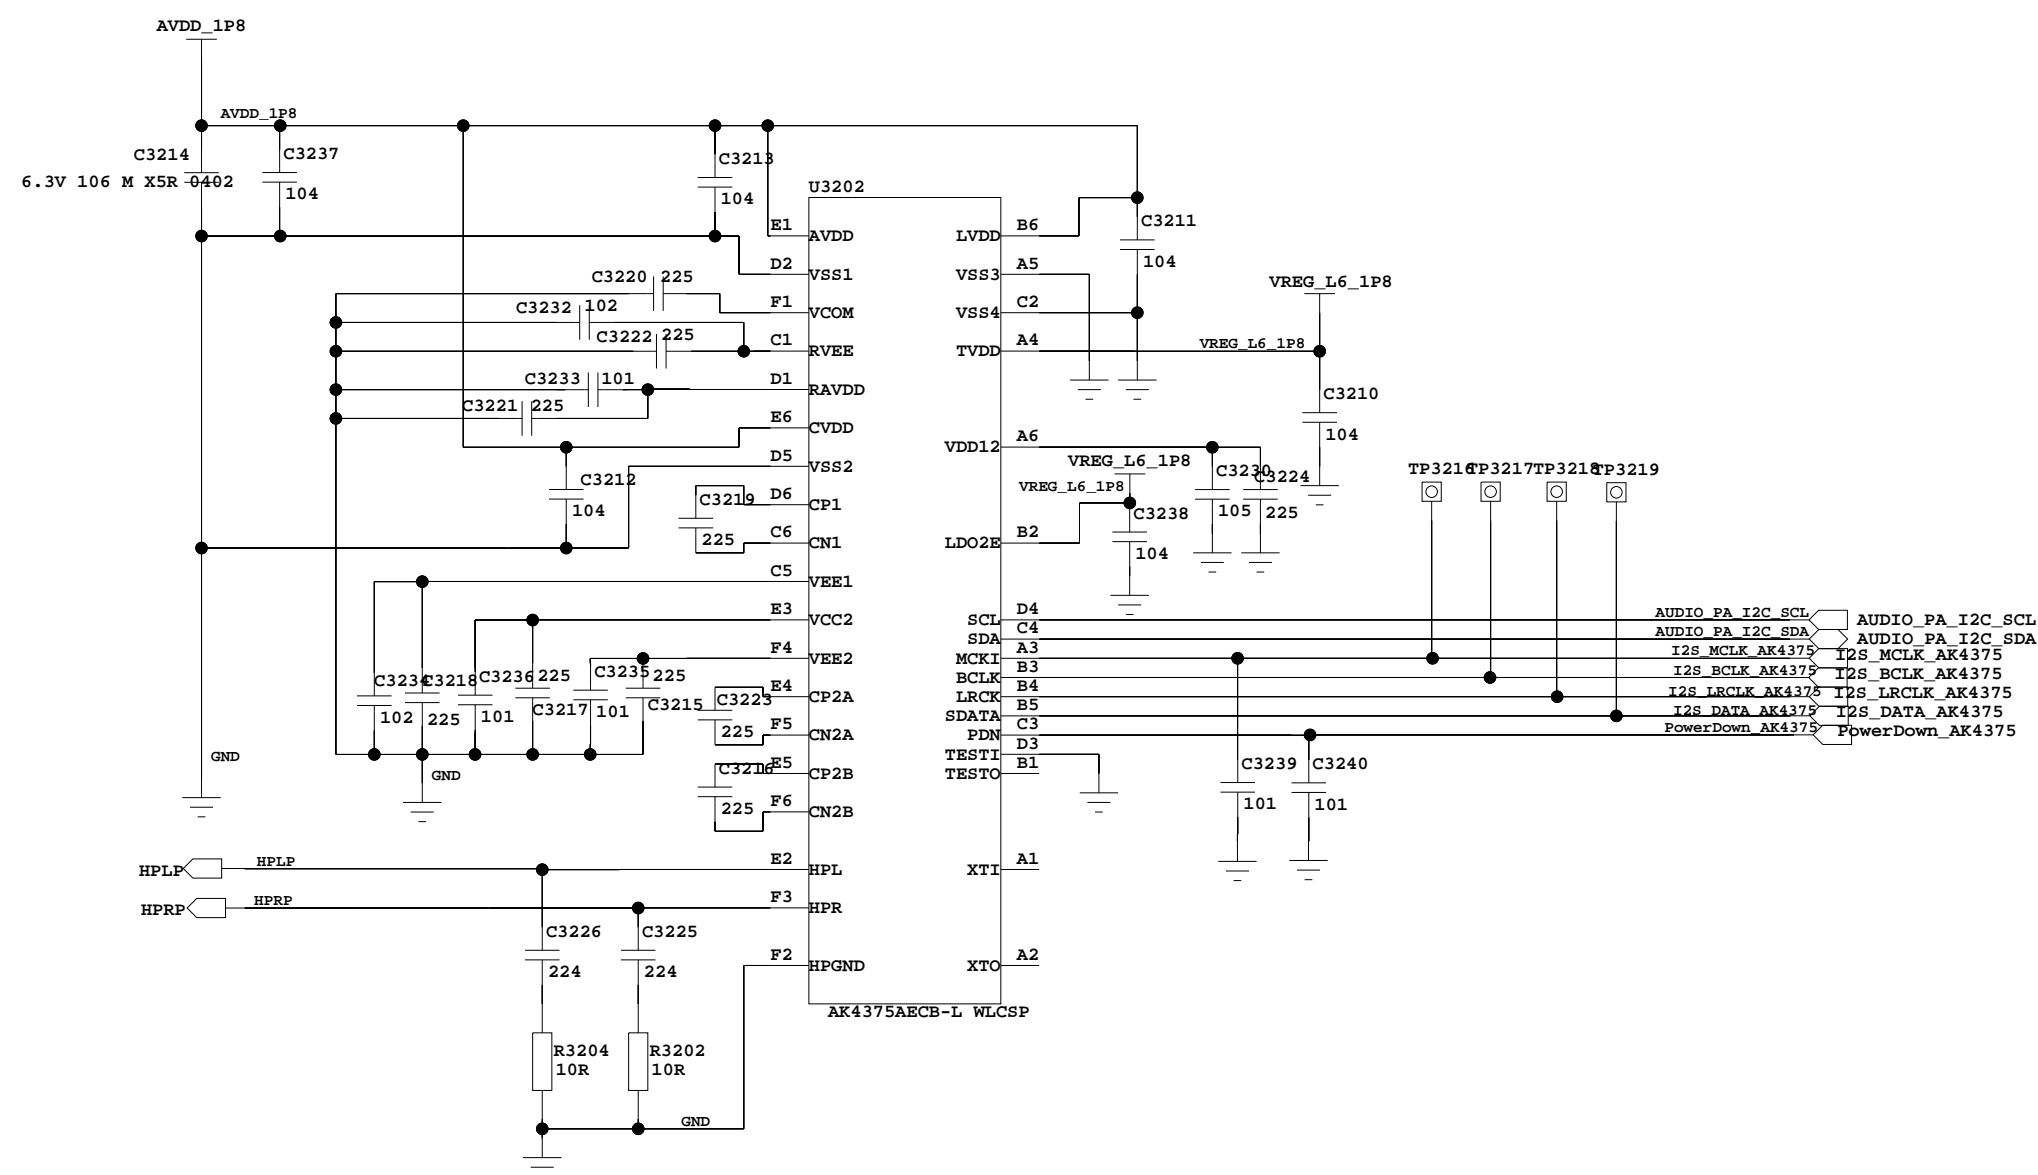 AVDD_1P8
AVDD_1P8
C3214
6.3V 106 M X5R 0402
C3237
104
C3213
104
U3202
E1 AVDD
D2 VSS1
F1 VCOM
C1 RVEE
D1 RAVDD
E6 CVDD
D5 VSS2
D6 CP1
C6 CN1
C5 VEE1
E3 VCC2
F4 VEE2
E4 CP2A
F5 CN2A
E5 CP2B
F6 CN2B
E2 HPL
F3 HPR
F2 HPGND
LVDD B6
VSS3 A5
VSS4 C2
TVDD A4
VDD12 A6
LDO2E B2
SCL D4
SDA C4
MCKI A3
BCLK B3
LRCK B4
SDATA B5
PDN C3
TESTI D3
TESTO B1
XTI A1
XTO A2
AK4375AECB-L WLCSP
C3220 225
C3232 102
C3222 225
C3233 101
C3221 225
C3212
104
C3219
225
C3234
102
C3218
225
C3236
101
225
C3217
C3235
101
225
C3215
C3223
225
C3216
225
GND
GND
HPLP
HPLP
HPRP
HPRP
C3226
224
C3225
224
R3204
10R
R3202
10R
GND
C3211
104
VREG_L6_1P8
VREG_L6_1P8
C3210
104
VREG_L6_1P8
VREG_L6_1P8
C3238
104
C3230
105
C3224
225
TP3216
TP3217
TP3218
TP3219
AUDIO_PA_I2C_SCL
AUDIO_PA_I2C_SCL
AUDIO_PA_I2C_SDA
AUDIO_PA_I2C_SDA
I2S_MCLK_AK4375
I2S_MCLK_AK4375
I2S_BCLK_AK4375
I2S_BCLK_AK4375
I2S_LRCLK_AK4375
I2S_LRCLK_AK4375
I2S_DATA_AK4375
I2S_DATA_AK4375
PowerDown_AK4375
PowerDown_AK4375
C3239
101
C3240
101